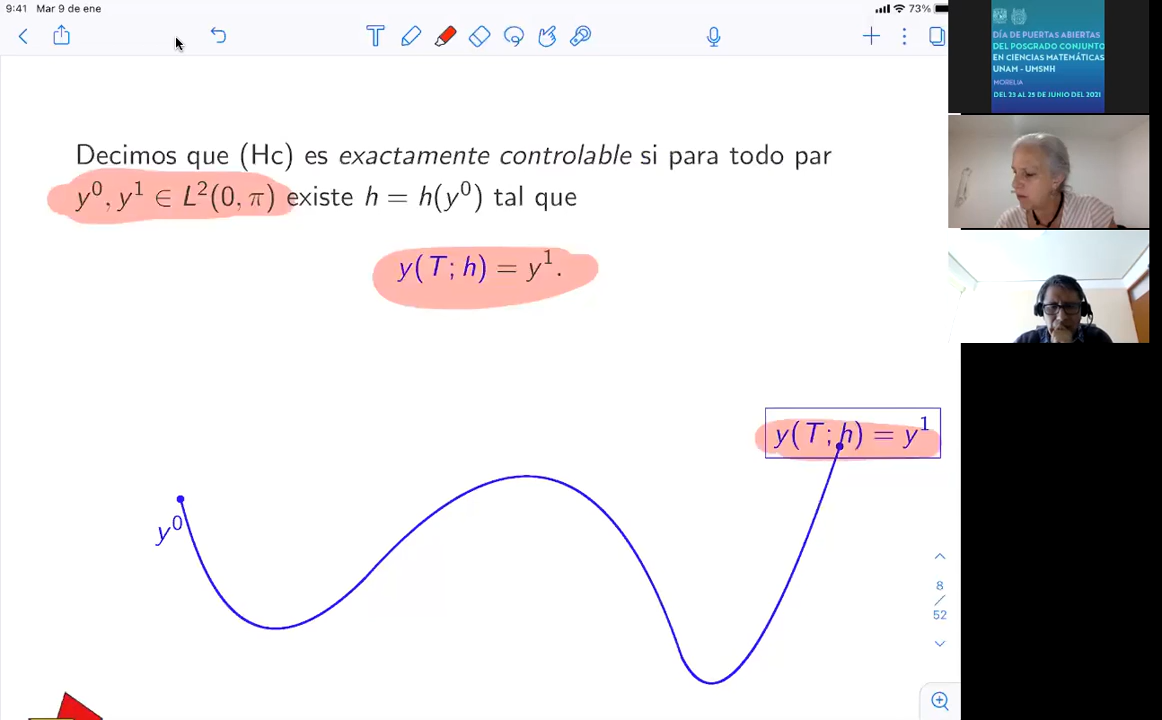 9:41 Mar 9 de ene
73%
Decimos que (Hc) es exactamente controlable si para todo par
y⁰, y¹ ∈ L²(0, π) existe h = h(y⁰) tal que
y(T; h) = y¹.
y(T; h) = y¹
y⁰
8
/
52
DÍA DE PUERTAS ABIERTAS
DEL POSGRADO CONJUNTO
EN CIENCIAS MATEMÁTICAS
UNAM - UMSNH
MORELIA
DEL 23 AL 25 DE JUNIO DEL 2021